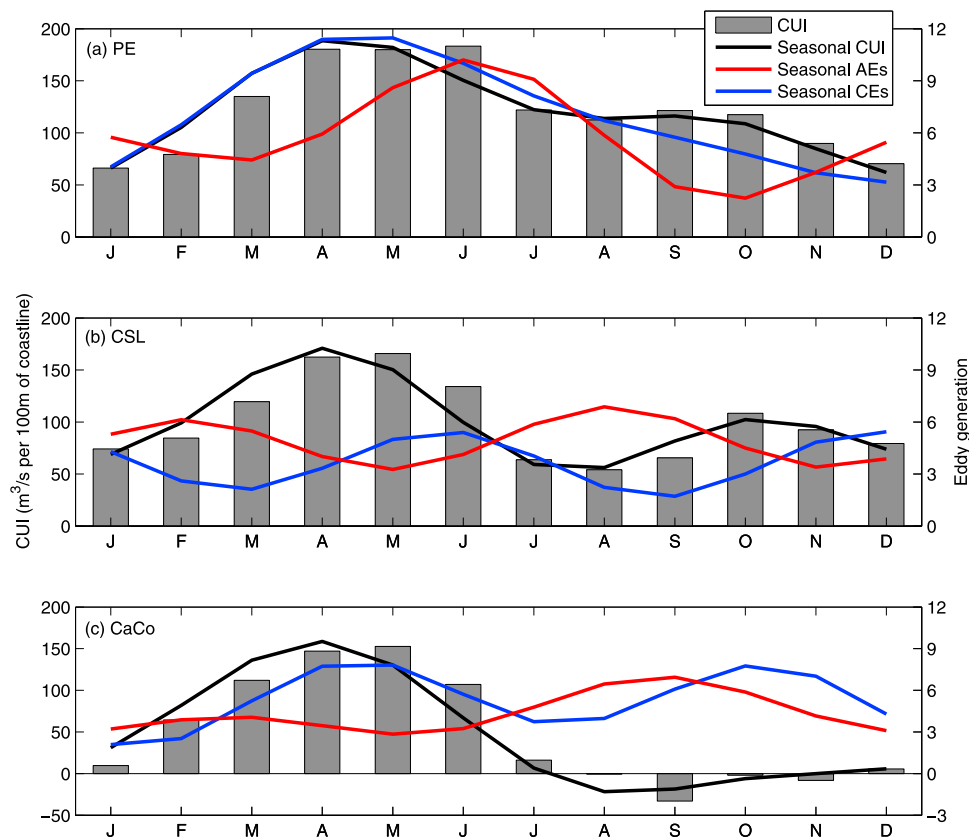 (a) PE
CUI
Seasonal CUI
Seasonal AEs
Seasonal CEs
200
150
100
50
0
12
9
6
3
0
J F M A M J J A S O N D
(b) CSL
200
150
100
50
0
12
9
6
3
0
J F M A M J J A S O N D
CUI (m³/s per 100m of coastline)
Eddy generation
(c) CaCo
200
150
100
50
0
−50
12
9
6
3
0
−3
J F M A M J J A S O N D